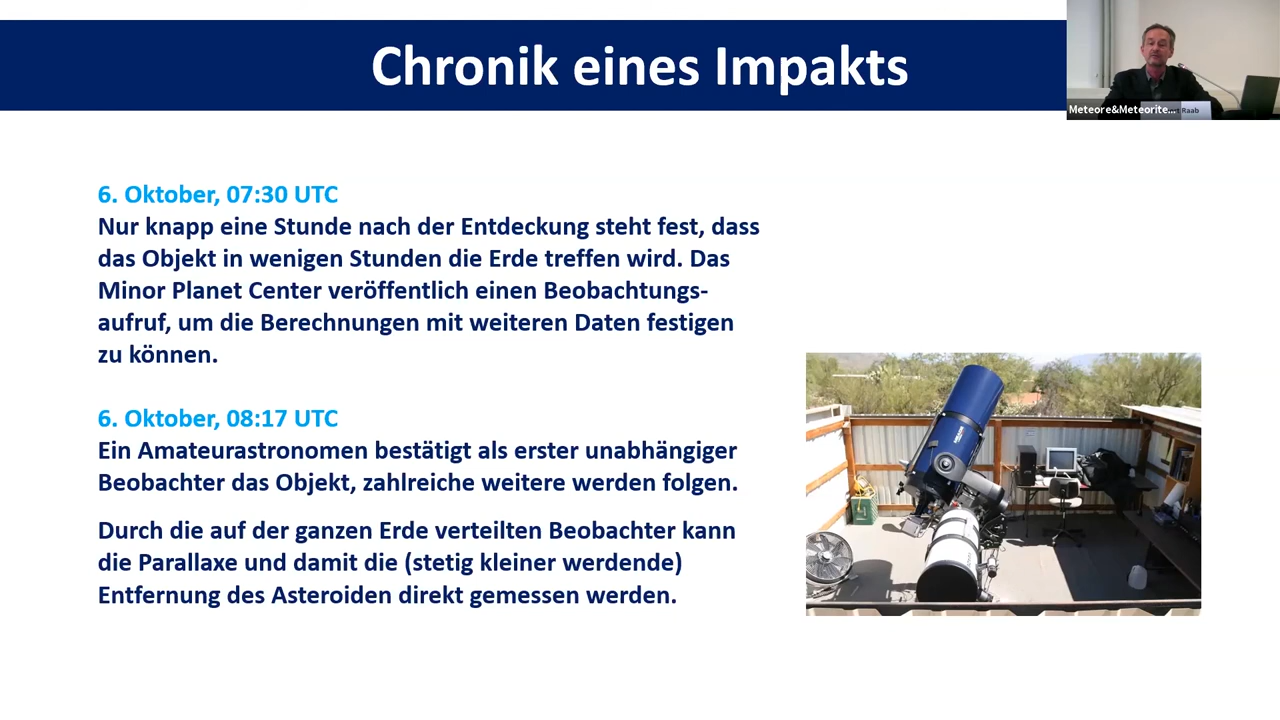 Chronik eines Impakts
Meteore&Meteorite...
Raab
6. Oktober, 07:30 UTC
Nur knapp eine Stunde nach der Entdeckung steht fest, dass
das Objekt in wenigen Stunden die Erde treffen wird. Das
Minor Planet Center veröffentlich einen Beobachtungs-
aufruf, um die Berechnungen mit weiteren Daten festigen
zu können.
6. Oktober, 08:17 UTC
Ein Amateurastronomen bestätigt als erster unabhängiger
Beobachter das Objekt, zahlreiche weitere werden folgen.
Durch die auf der ganzen Erde verteilten Beobachter kann
die Parallaxe und damit die (stetig kleiner werdende)
Entfernung des Asteroiden direkt gemessen werden.